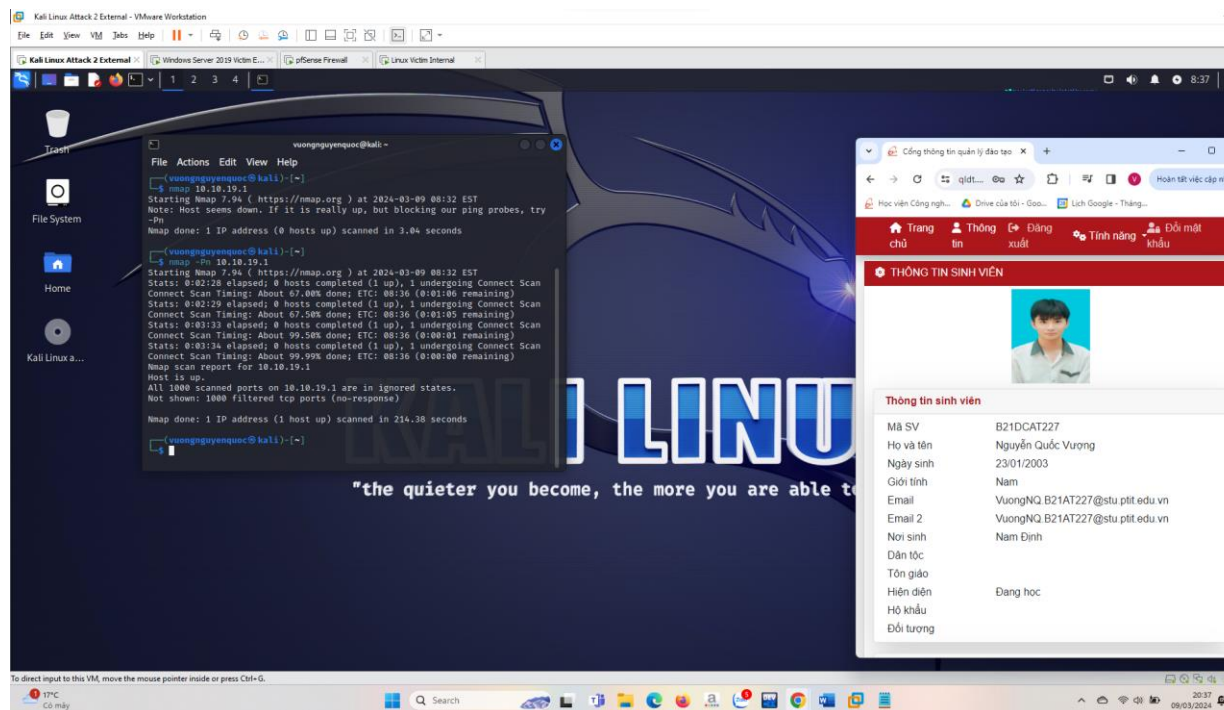 Kali Linux Attack 2 External - VMware Workstation
File Edit View VM Tabs Help
Kali Linux Attack 2 External
Windows Server 2019 Victim E...
pfSense Firewall
Linux Victim Internal
1 2 3 4
8:37
Trash
File System
Home
Kali Linux a...
vuongnguyenquoc@kali: ~
File Actions Edit View Help
(vuongnguyenquoc㉿kali)-[~]
$ nmap 10.10.19.1
Starting Nmap 7.94 ( https://nmap.org ) at 2024-03-09 08:32 EST
Note: Host seems down. If it is really up, but blocking our ping probes, try
-Pn
Nmap done: 1 IP address (0 hosts up) scanned in 3.04 seconds
(vuongnguyenquoc㉿kali)-[~]
$ nmap -Pn 10.10.19.1
Starting Nmap 7.94 ( https://nmap.org ) at 2024-03-09 08:32 EST
Stats: 0:02:28 elapsed; 0 hosts completed (1 up), 1 undergoing Connect Scan
Connect Scan Timing: About 67.00% done; ETC: 08:36 (0:01:06 remaining)
Stats: 0:02:29 elapsed; 0 hosts completed (1 up), 1 undergoing Connect Scan
Connect Scan Timing: About 67.50% done; ETC: 08:36 (0:01:05 remaining)
Stats: 0:03:33 elapsed; 0 hosts completed (1 up), 1 undergoing Connect Scan
Connect Scan Timing: About 99.50% done; ETC: 08:36 (0:00:01 remaining)
Stats: 0:03:34 elapsed; 0 hosts completed (1 up), 1 undergoing Connect Scan
Connect Scan Timing: About 99.99% done; ETC: 08:36 (0:00:00 remaining)
Nmap scan report for 10.10.19.1
Host is up.
All 1000 scanned ports on 10.10.19.1 are in ignored states.
Not shown: 1000 filtered tcp ports (no-response)
Nmap done: 1 IP address (1 host up) scanned in 214.38 seconds
(vuongnguyenquoc㉿kali)-[~]
$
KALI LINU
"the quieter you become, the more you are able to
Cổng thông tin quản lý đào tạo
qldt....
Hoàn tất việc cập n
Học viện Công ngh...
Drive của tôi - Goo...
Lịch Google - Tháng...
Trang chủ
Thông tin
Đăng xuất
Tính năng
Đổi mật khẩu
THÔNG TIN SINH VIÊN
Thông tin sinh viên
Mã SV B21DCAT227
Họ và tên Nguyễn Quốc Vượng
Ngày sinh 23/01/2003
Giới tính Nam
Email VuongNQ.B21AT227@stu.ptit.edu.vn
Email 2 VuongNQ.B21AT227@stu.ptit.edu.vn
Nơi sinh Nam Định
Dân tộc
Tôn giáo
Hiện diện Đang học
Hộ khẩu
Đối tượng
To direct input to this VM, move the mouse pointer inside or press Ctrl+G.
17°C
Có mây
Search
20:37
09/03/2024